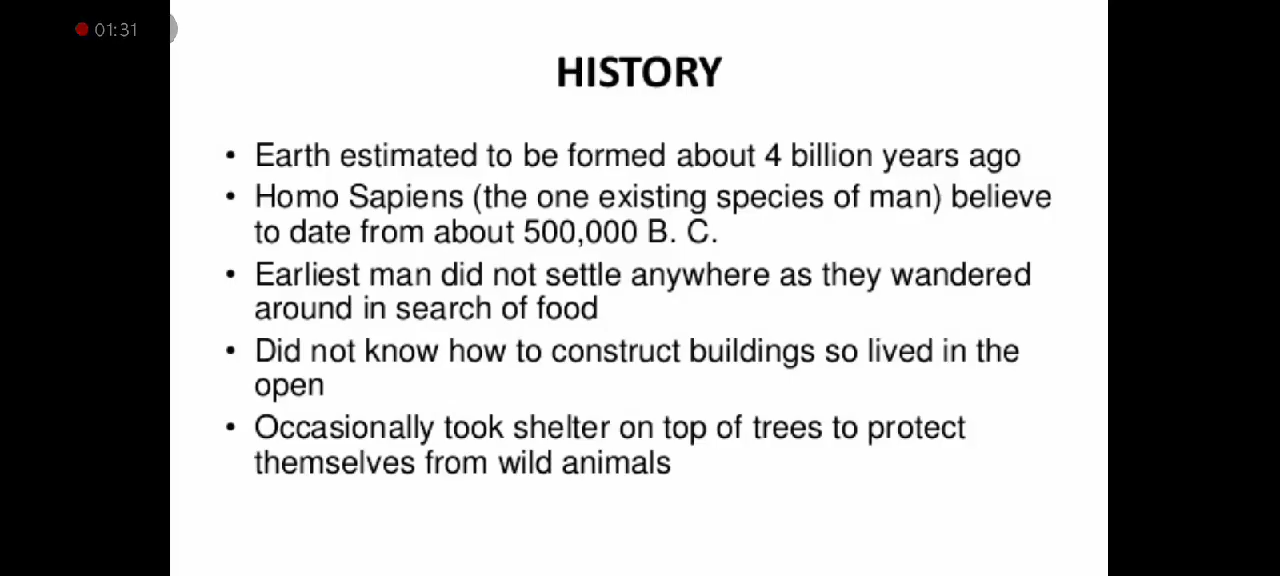 01:31
HISTORY
• Earth estimated to be formed about 4 billion years ago
• Homo Sapiens (the one existing species of man) believe
to date from about 500,000 B. C.
• Earliest man did not settle anywhere as they wandered
around in search of food
• Did not know how to construct buildings so lived in the
open
• Occasionally took shelter on top of trees to protect
themselves from wild animals